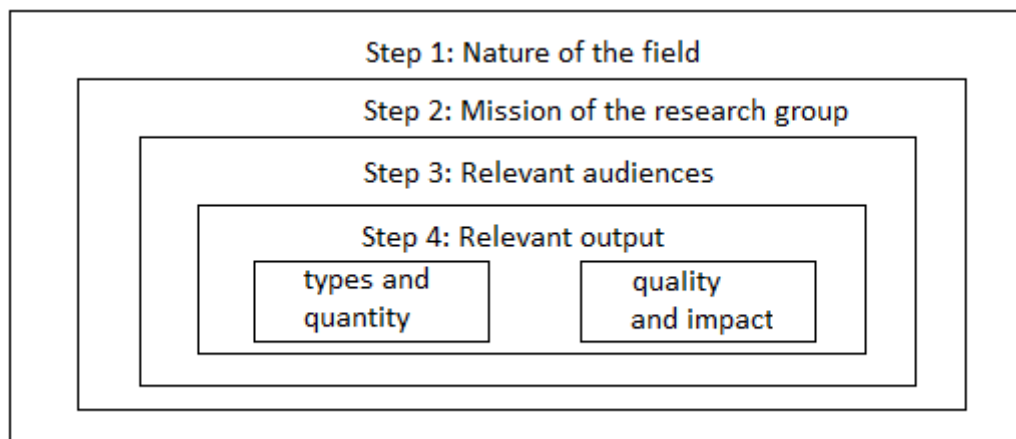 Step 1: Nature of the field
Step 2: Mission of the research group
Step 3: Relevant audiences
Step 4: Relevant output
types and
quantity
quality
and impact